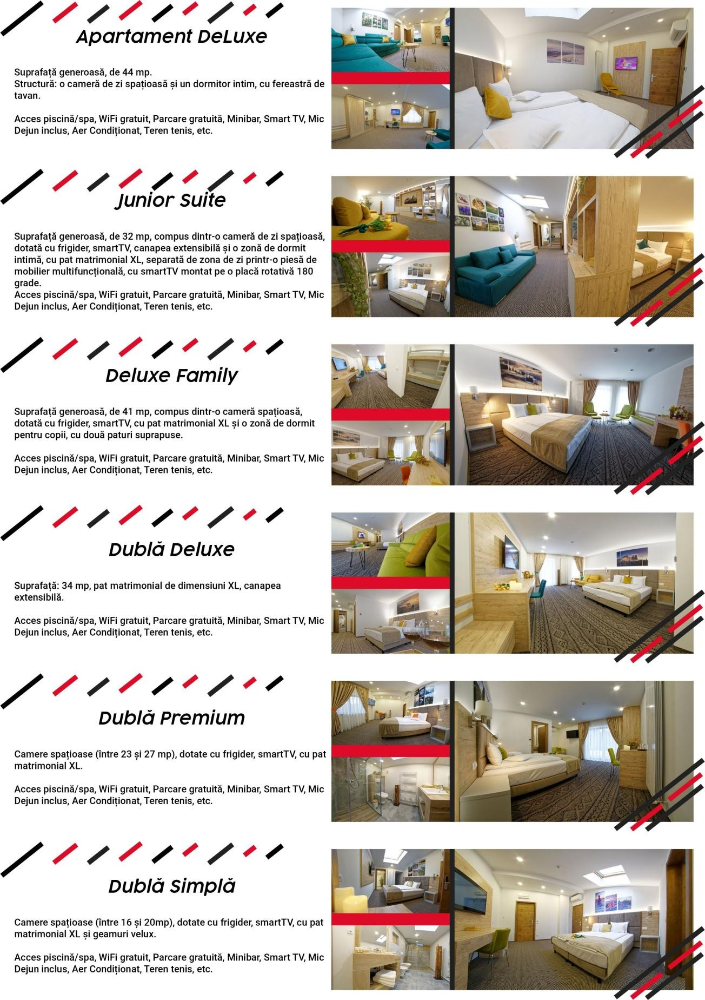 Apartament DeLuxe
Suprafață generoasă, de 44 mp.
Structură: o cameră de zi spațioasă și un dormitor intim, cu fereastră de
tavan.
Acces piscină/spa, WiFi gratuit, Parcare gratuită, Minibar, Smart TV, Mic
Dejun inclus, Aer Condiționat, Teren tenis, etc.
Junior Suite
Suprafață generoasă, de 32 mp, compus dintr-o cameră de zi spațioasă,
dotată cu frigider, smartTV, canapea extensibilă și o zonă de dormit
intimă, cu pat matrimonial XL, separată de zona de zi printr-o piesă de
mobilier multifuncțională, cu smartTV montat pe o placă rotativă 180
grade.
Acces piscină/spa, WiFi gratuit, Parcare gratuită, Minibar, Smart TV, Mic
Dejun inclus, Aer Condiționat, Teren tenis, etc.
Deluxe Family
Suprafață generoasă, de 41 mp, compus dintr-o cameră spațioasă,
dotată cu frigider, smartTV, cu pat matrimonial XL și o zonă de dormit
pentru copii, cu două paturi suprapuse.
Acces piscină/spa, WiFi gratuit, Parcare gratuită, Minibar, Smart TV, Mic
Dejun inclus, Aer Condiționat, Teren tenis, etc.
Dublă Deluxe
Suprafață: 34 mp, pat matrimonial de dimensiuni XL, canapea
extensibilă.
Acces piscină/spa, WiFi gratuit, Parcare gratuită, Minibar, Smart TV, Mic
Dejun inclus, Aer Condiționat, Teren tenis, etc.
Dublă Premium
Camere spațioase (între 23 și 27 mp), dotate cu frigider, smartTV, cu pat
matrimonial XL.
Acces piscină/spa, WiFi gratuit, Parcare gratuită, Minibar, Smart TV, Mic
Dejun inclus, Aer Condiționat, Teren tenis, etc.
Dublă Simplă
Camere spațioase (între 16 și 20mp), dotate cu frigider, smartTV, cu pat
matrimonial XL și geamuri velux.
Acces piscină/spa, WiFi gratuit, Parcare gratuită, Minibar, Smart TV, Mic
Dejun inclus, Aer Condiționat, Teren tenis, etc.